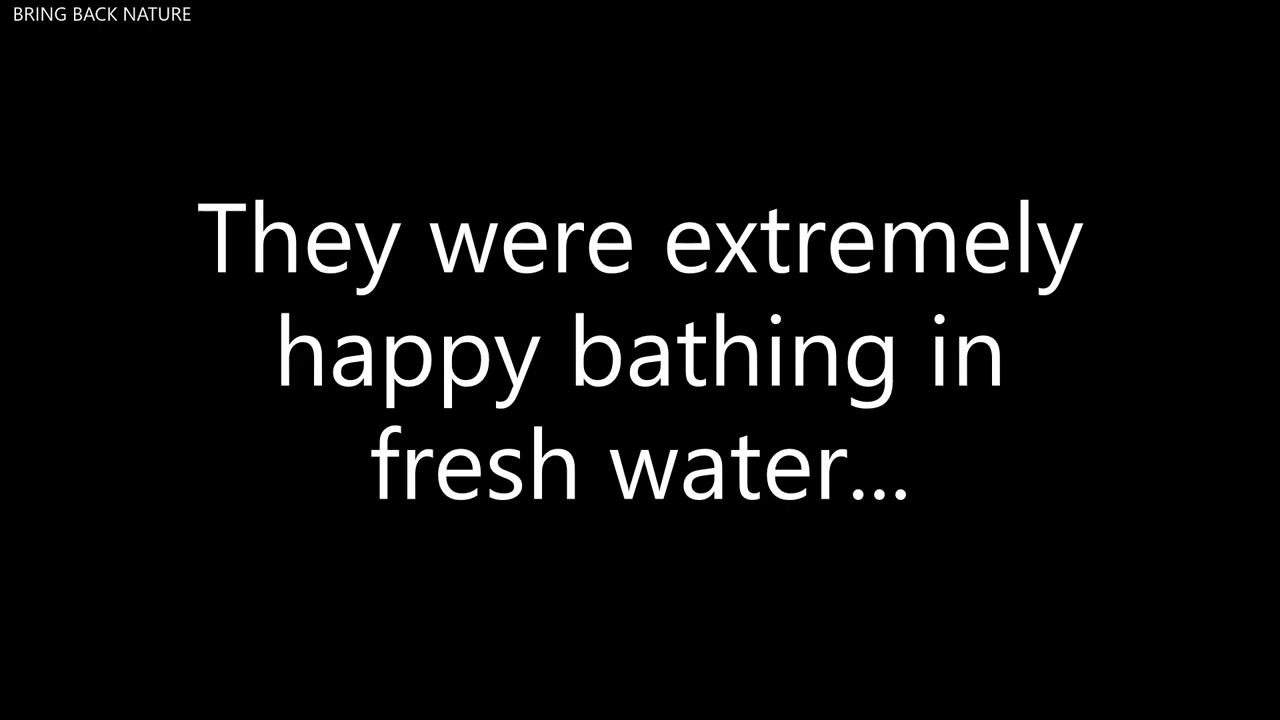 BRING BACK NATURE
They were extremely
happy bathing in
fresh water...